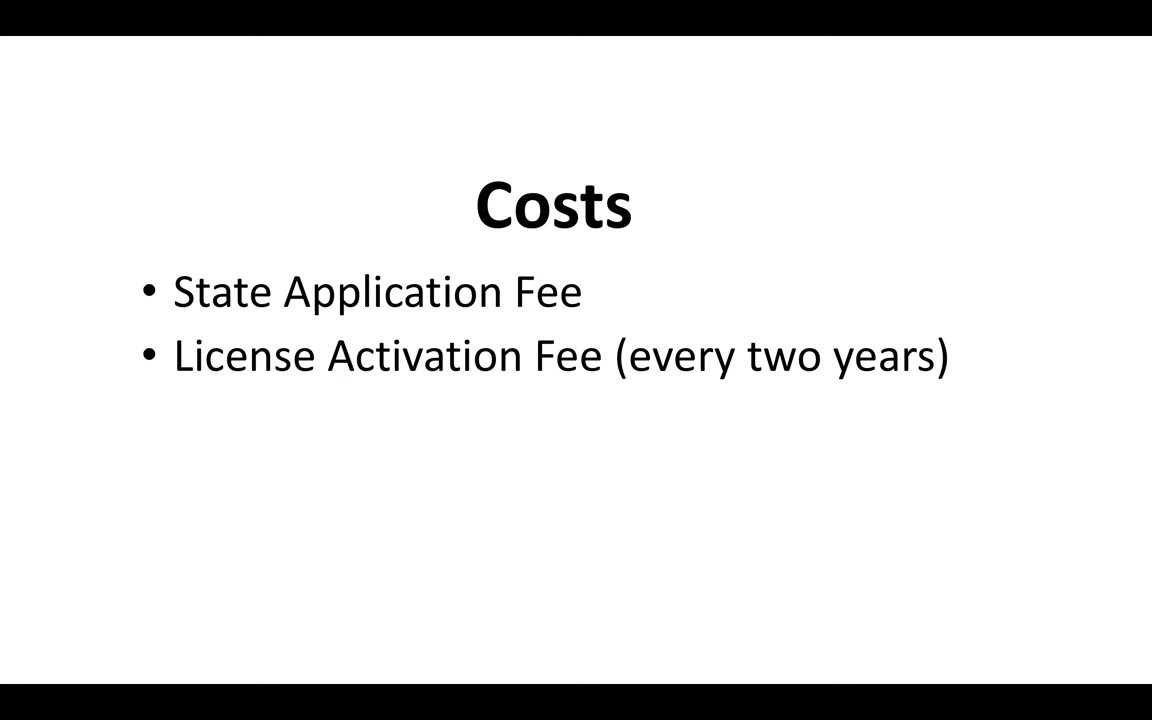 Costs
• State Application Fee
• License Activation Fee (every two years)